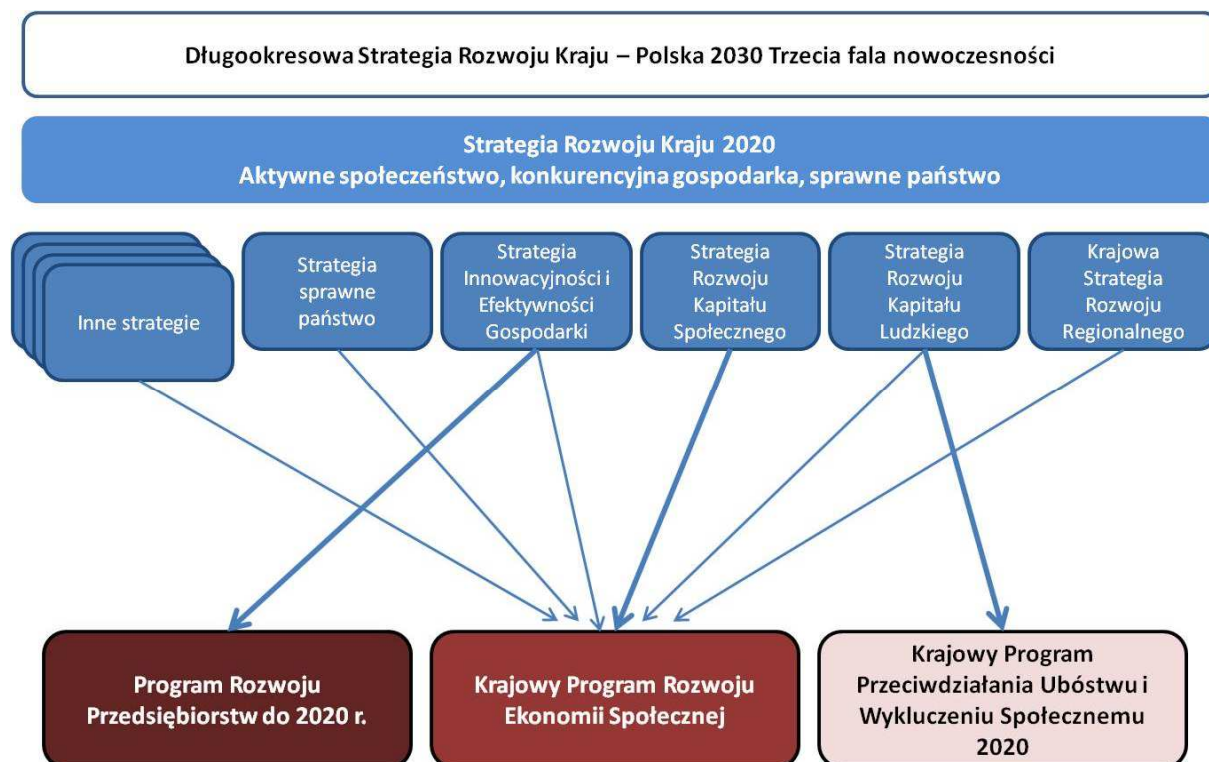 Długookresowa Strategia Rozwoju Kraju – Polska 2030 Trzecia fala nowoczesności
Strategia Rozwoju Kraju 2020
Aktywne społeczeństwo, konkurencyjna gospodarka, sprawne państwo
Inne strategie
Strategia
sprawne
państwo
Strategia
Innowacyjności i
Efektywności
Gospodarki
Strategia
Rozwoju
Kapitału
Społecznego
Strategia
Rozwoju
Kapitału
Ludzkiego
Krajowa
Strategia
Rozwoju
Regionalnego
Program Rozwoju
Przedsiębiorstw do 2020 r.
Krajowy Program Rozwoju
Ekonomii Społecznej
Krajowy Program
Przeciwdziałania Ubóstwu i
Wykluczeniu Społecznemu
2020